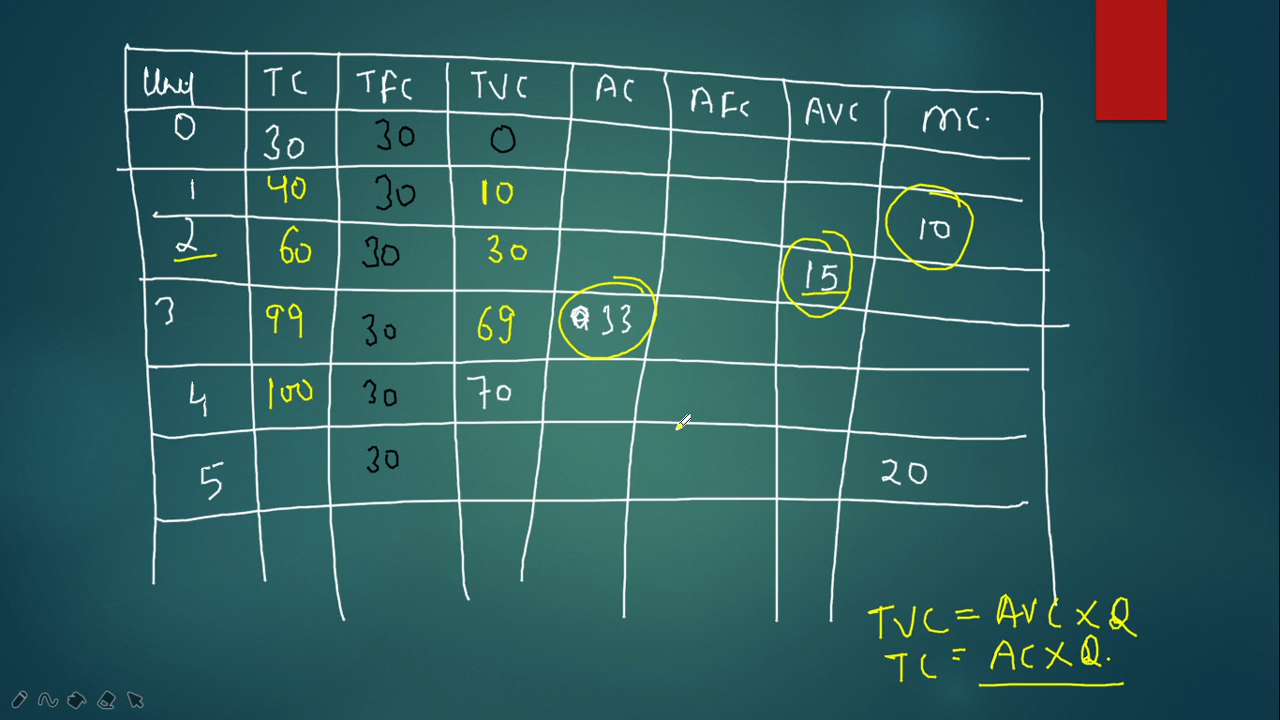 Unit TC TFC TVC AC AFC AVC MC.
0 30 30 0
1 40 30 10 10
2 60 30 30 15
3 99 30 69 33
4 100 30 70
5 30 20
TVC = AVC X Q
TC = AC X Q.